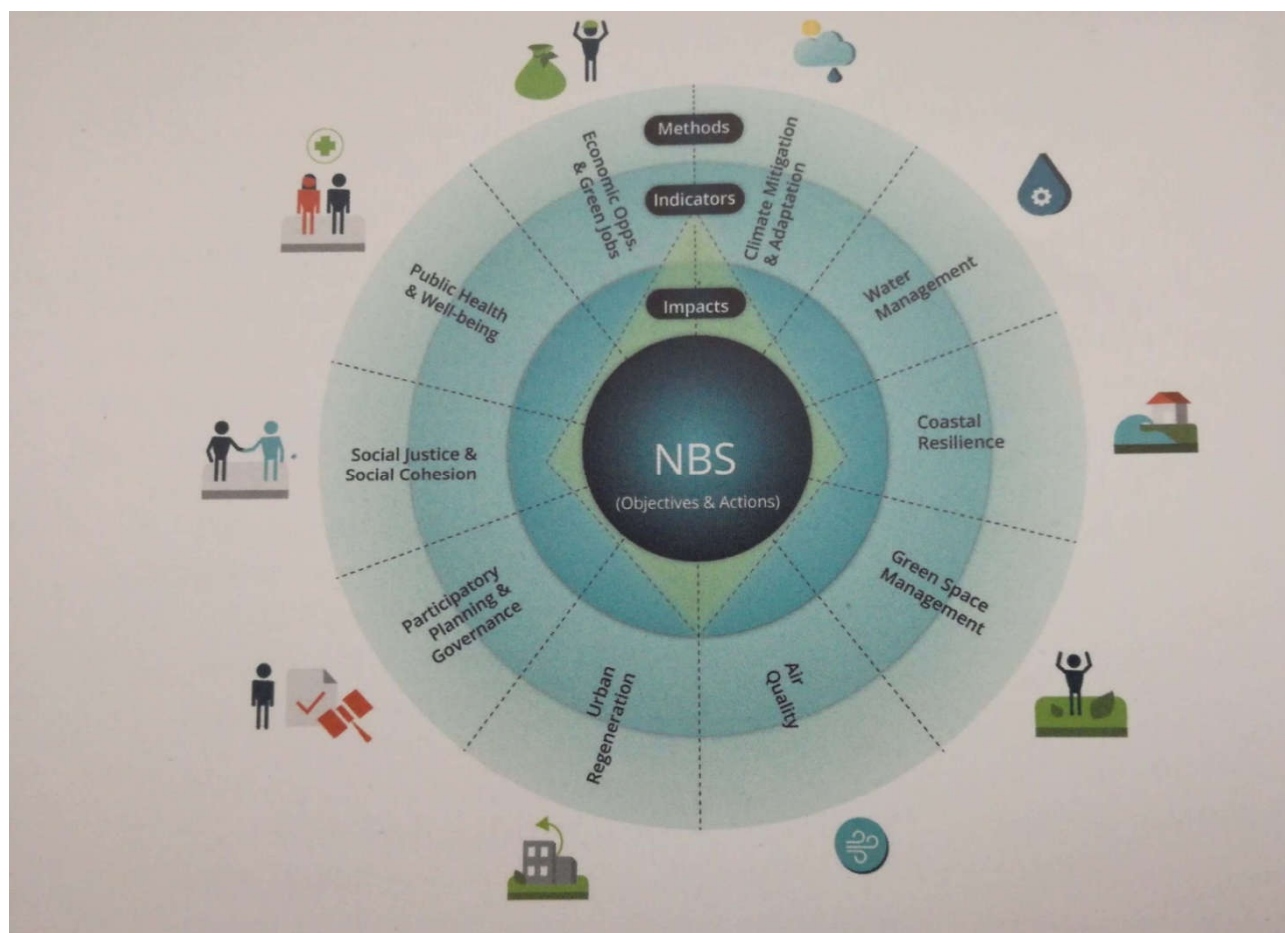 Methods
Indicators
Impacts
NBS
(Objectives & Actions)
Climate Mitigation
& Adaptation
Water
Management
Coastal
Resilience
Green Space
Management
Air
Quality
Urban
Regeneration
Participatory
Planning &
Governance
Social Justice &
Social Cohesion
Public Health
& Well-being
Economic Opps.
& Green Jobs